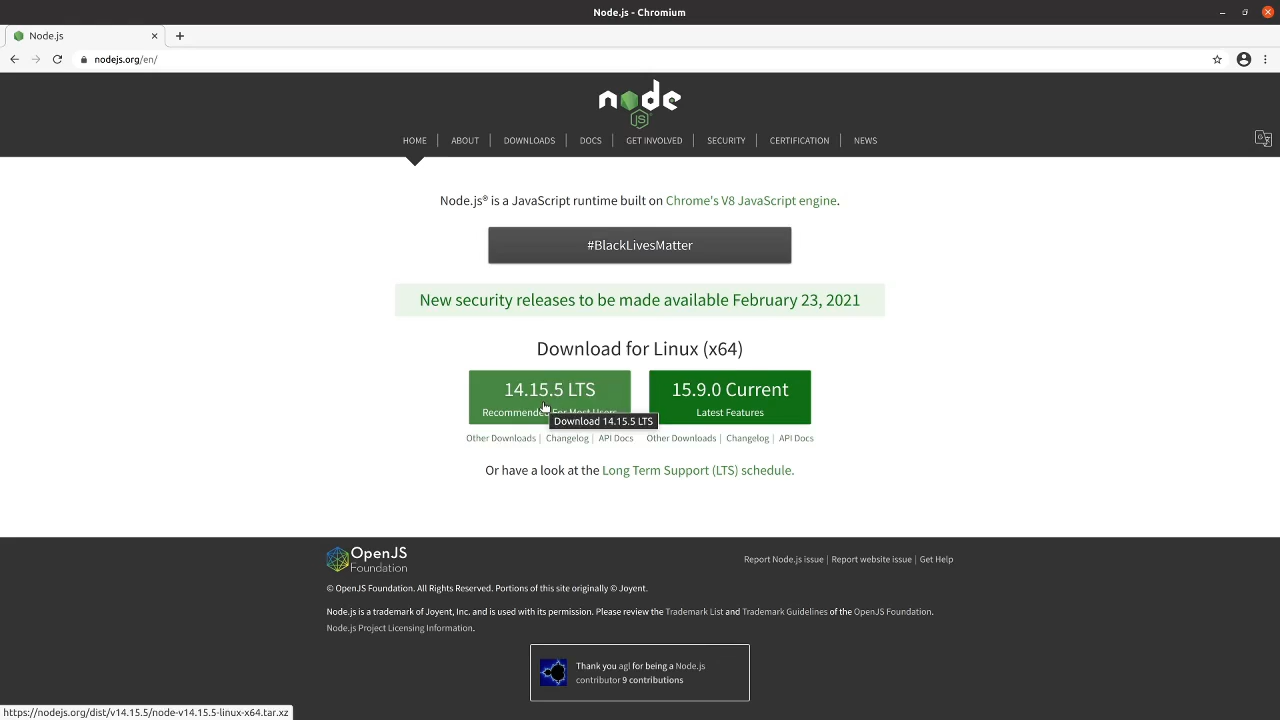 Node.js - Chromium
Node.js
nodejs.org/en/
node
JS
HOME | ABOUT | DOWNLOADS | DOCS | GET INVOLVED | SECURITY | CERTIFICATION | NEWS
Node.js® is a JavaScript runtime built on Chrome's V8 JavaScript engine.
#BlackLivesMatter
New security releases to be made available February 23, 2021
Download for Linux (x64)
14.15.5 LTS 15.9.0 Current
Recommended For Most Users Latest Features
Download 14.15.5 LTS
Other Downloads | Changelog | API Docs Other Downloads | Changelog | API Docs
Or have a look at the Long Term Support (LTS) schedule.
OpenJS
Foundation
Report Node.js issue | Report website issue | Get Help
© OpenJS Foundation. All Rights Reserved. Portions of this site originally © Joyent.
Node.js is a trademark of Joyent, Inc. and is used with its permission. Please review the Trademark List and Trademark Guidelines of the OpenJS Foundation.
Node.js Project Licensing Information.
Thank you agl for being a Node.js
contributor 9 contributions
https://nodejs.org/dist/v14.15.5/node-v14.15.5-linux-x64.tar.xz